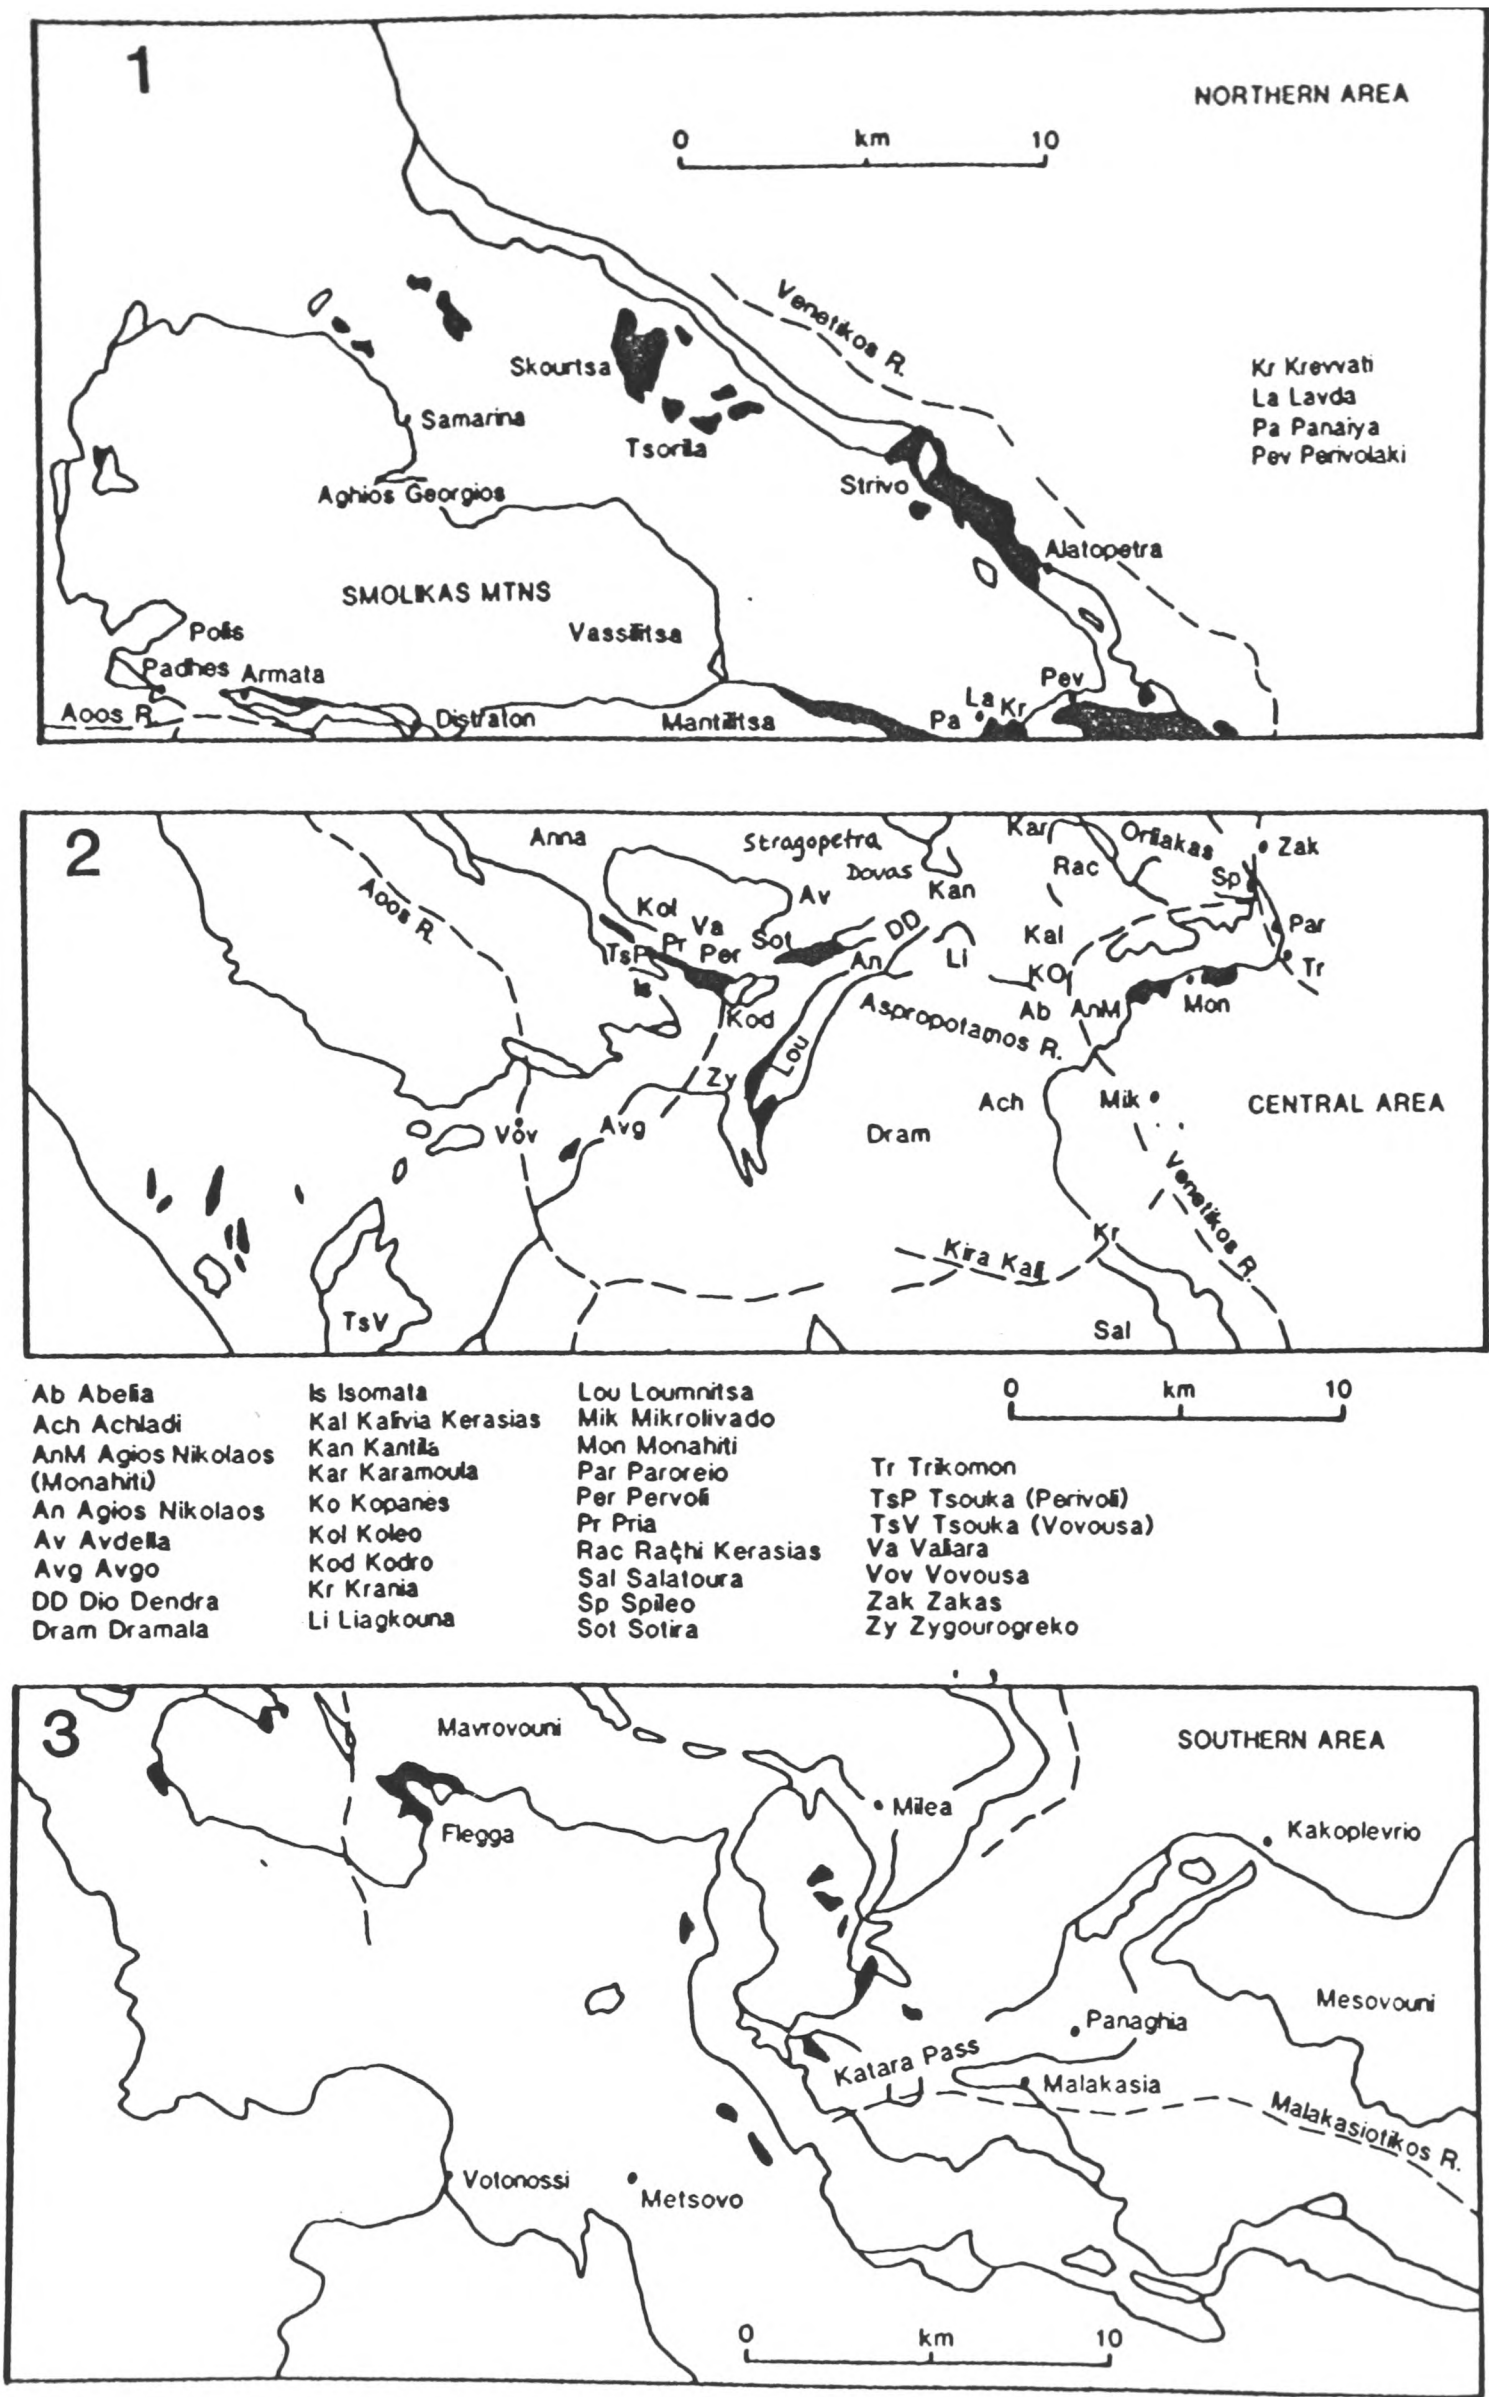 1
NORTHERN AREA
0 km 10
Venetikos R.
Skourtsa
Kr Krevvati
La Lavda
Pa Panaiya
Pev Perivolaki
Samarina
Tsorila
Strivo
Aghios Georgios
Alatopetra
SMOLIKAS MTNS
Polis
Vassilitsa
Padhes
Armata
Pev
La
Kr
Aoos R.
Distraton
Mantilitsa
Pa
2
Anna
Stragopetra
Dovas
Kar
Orliakas
Zak
Rac
Sp
Aoos R.
Kol
Va
Av
Kan
Sot
DD
Kal
Par
TsP
Pr
Per
An
Li
KO
Tr
Is
Kod
Aspropotamos R.
Ab
AnM
Mon
Lou
Zy
Ach
Mik
CENTRAL AREA
Vov
Avg
Dram
Venetikos R.
Kr
Kira Kali
TsV
Sal
0 km 10
Ab Abelia
Ach Achladi
AnM Agios Nikolaos
(Monahiti)
An Agios Nikolaos
Av Avdella
Avg Avgo
DD Dio Dendra
Dram Dramala
Is Isomata
Kal Kalivia Kerasias
Kan Kantila
Kar Karamoula
Ko Kopanes
Kol Koleo
Kod Kodro
Kr Krania
Li Liagkouna
Lou Loumnitsa
Mik Mikrolivado
Mon Monahiti
Par Paroreio
Per Pervoli
Pr Pria
Rac Rachi Kerasias
Sal Salatoura
Sp Spileo
Sot Sotira
Tr Trikomon
TsP Tsouka (Perivoli)
TsV Tsouka (Vovousa)
Va Valiara
Vov Vovousa
Zak Zakas
Zy Zygourogreko
3
Mavrovouni
SOUTHERN AREA
Milea
Flegga
Kakoplevrio
Mesovouni
Panaghia
Katara Pass
Malakasia
Malakasiotikos R.
Votonossi
Metsovo
0 km 10